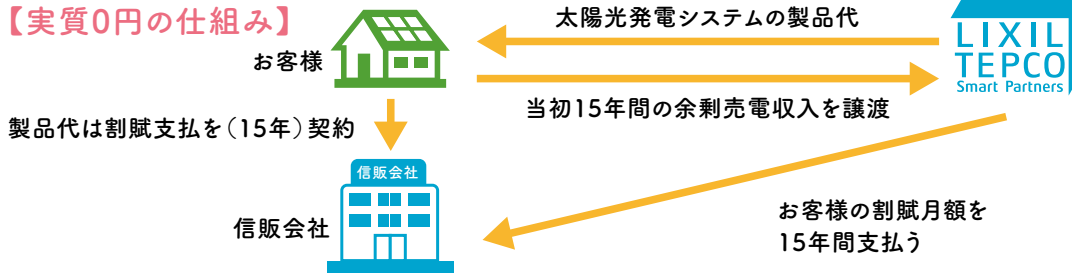 【実質0円の仕組み】
お客様
太陽光発電システムの製品代
LIXIL
TEPCO
Smart Partners
当初15年間の余剰売電収入を譲渡
製品代は割賦支払を（15年）契約
信販会社
信販会社
お客様の割賦月額を
15年間支払う